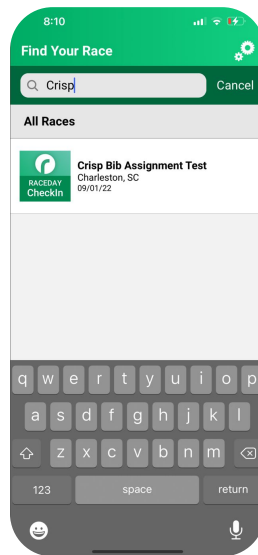 8:10
Find Your Race
Crisp
Cancel
All Races
RACEDAY
CheckIn
Crisp Bib Assignment Test
Charleston, SC
09/01/22
q w e r t y u i o p
a s d f g h j k l
z x c v b n m
123 space return